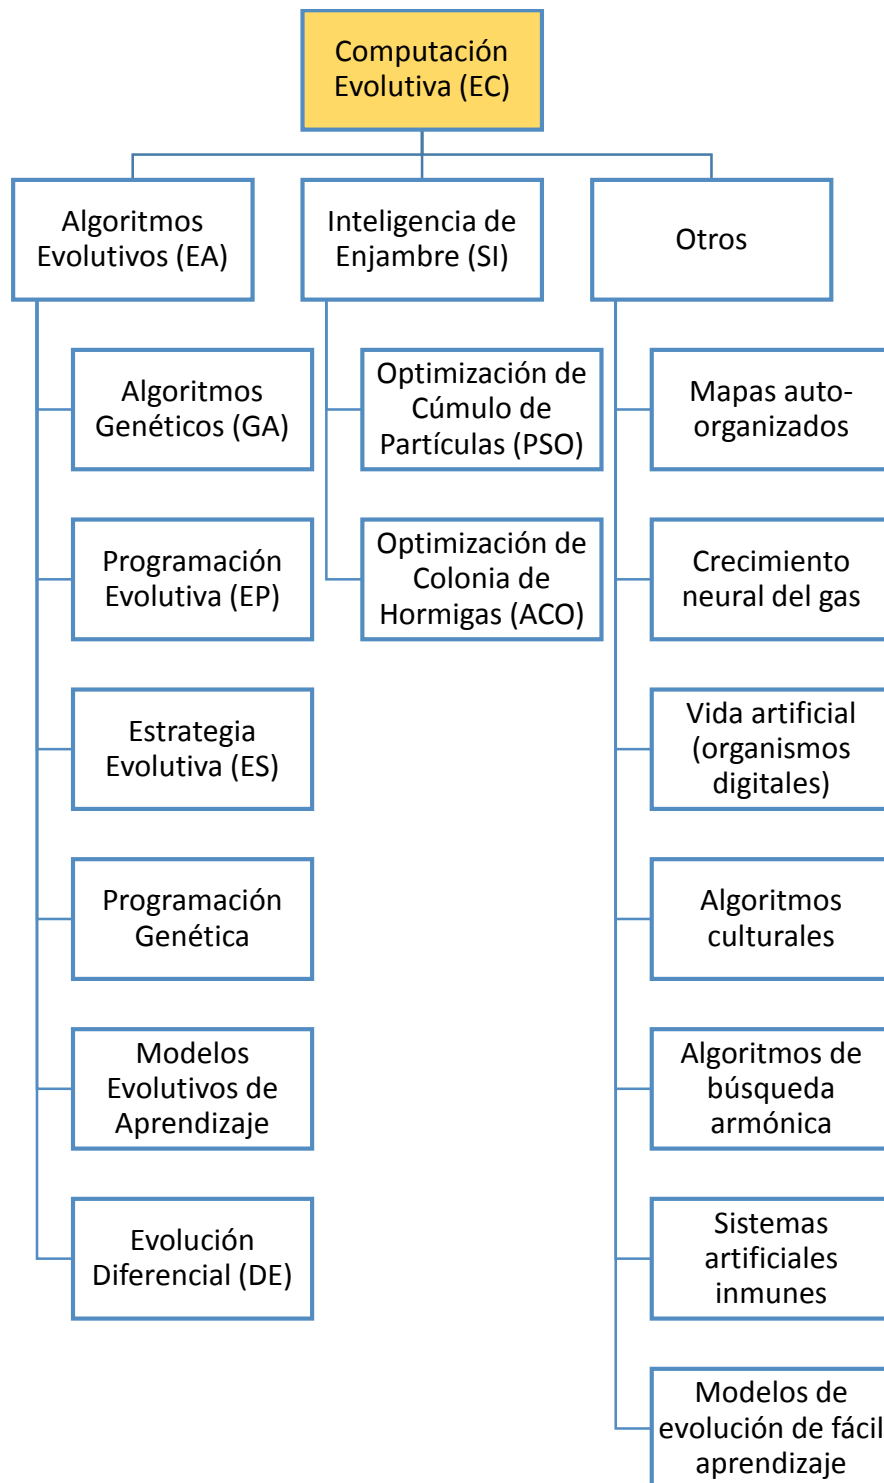 Computación
Evolutiva (EC)
Algoritmos
Evolutivos (EA)
Inteligencia de
Enjambre (SI)
Otros
Algoritmos
Genéticos (GA)
Programación
Evolutiva (EP)
Estrategia
Evolutiva (ES)
Programación
Genética
Modelos
Evolutivos de
Aprendizaje
Evolución
Diferencial (DE)
Optimización de
Cúmulo de
Partículas (PSO)
Optimización de
Colonia de
Hormigas (ACO)
Mapas auto-
organizados
Crecimiento
neural del gas
Vida artificial
(organismos
digitales)
Algoritmos
culturales
Algoritmos de
búsqueda
armónica
Sistemas
artificiales
inmunes
Modelos de
evolución de fácil
aprendizaje